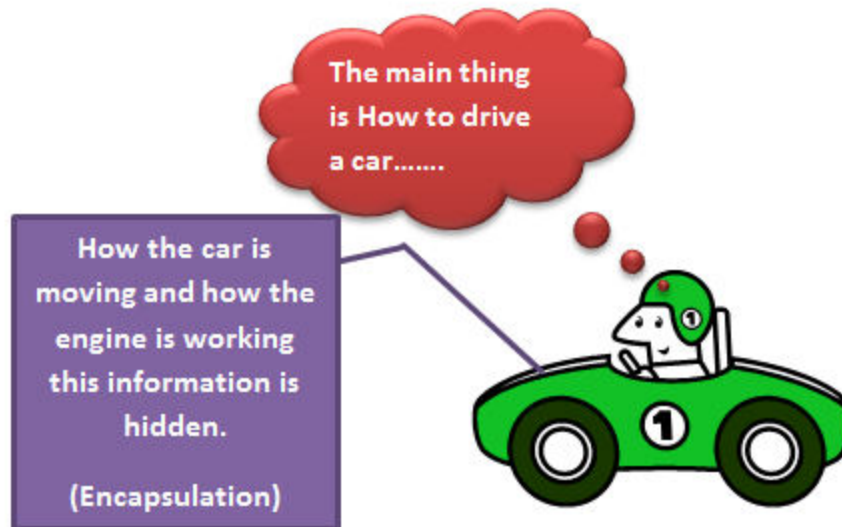 The main thing
is How to drive
a car.......
How the car is
moving and how the
engine is working
this information is
hidden.
(Encapsulation)
1
1